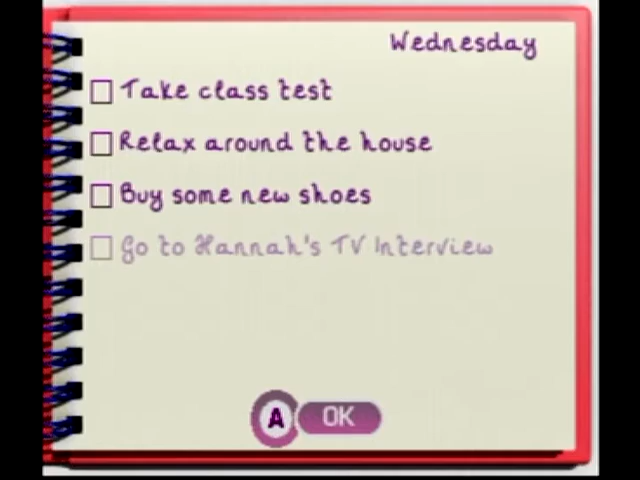 Wednesday
Take class test
Relax around the house
Buy some new shoes
Go to Hannah's TV Interview
A OK